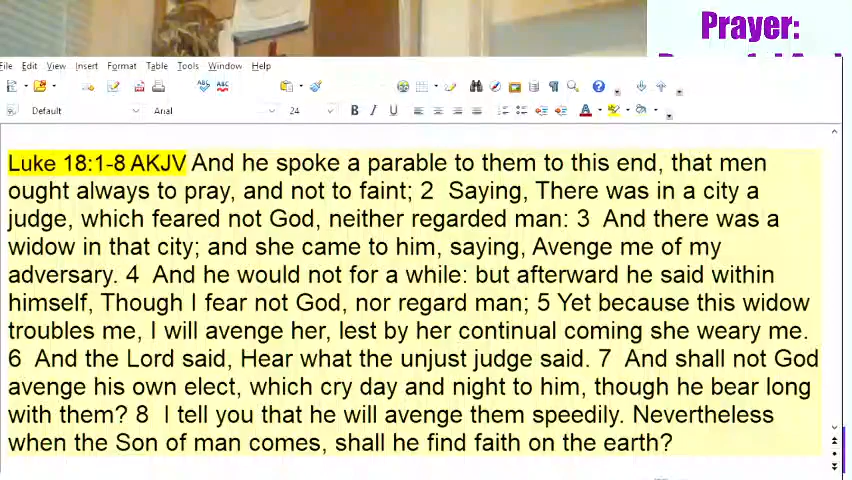 Prayer:
File Edit View Insert Format Table Tools Window Help
Default Arial 24 B I U
Luke 18:1-8 AKJV And he spoke a parable to them to this end, that men
ought always to pray, and not to faint; 2 Saying, There was in a city a
judge, which feared not God, neither regarded man: 3 And there was a
widow in that city; and she came to him, saying, Avenge me of my
adversary. 4 And he would not for a while: but afterward he said within
himself, Though I fear not God, nor regard man; 5 Yet because this widow
troubles me, I will avenge her, lest by her continual coming she weary me.
6 And the Lord said, Hear what the unjust judge said. 7 And shall not God
avenge his own elect, which cry day and night to him, though he bear long
with them? 8 I tell you that he will avenge them speedily. Nevertheless
when the Son of man comes, shall he find faith on the earth?